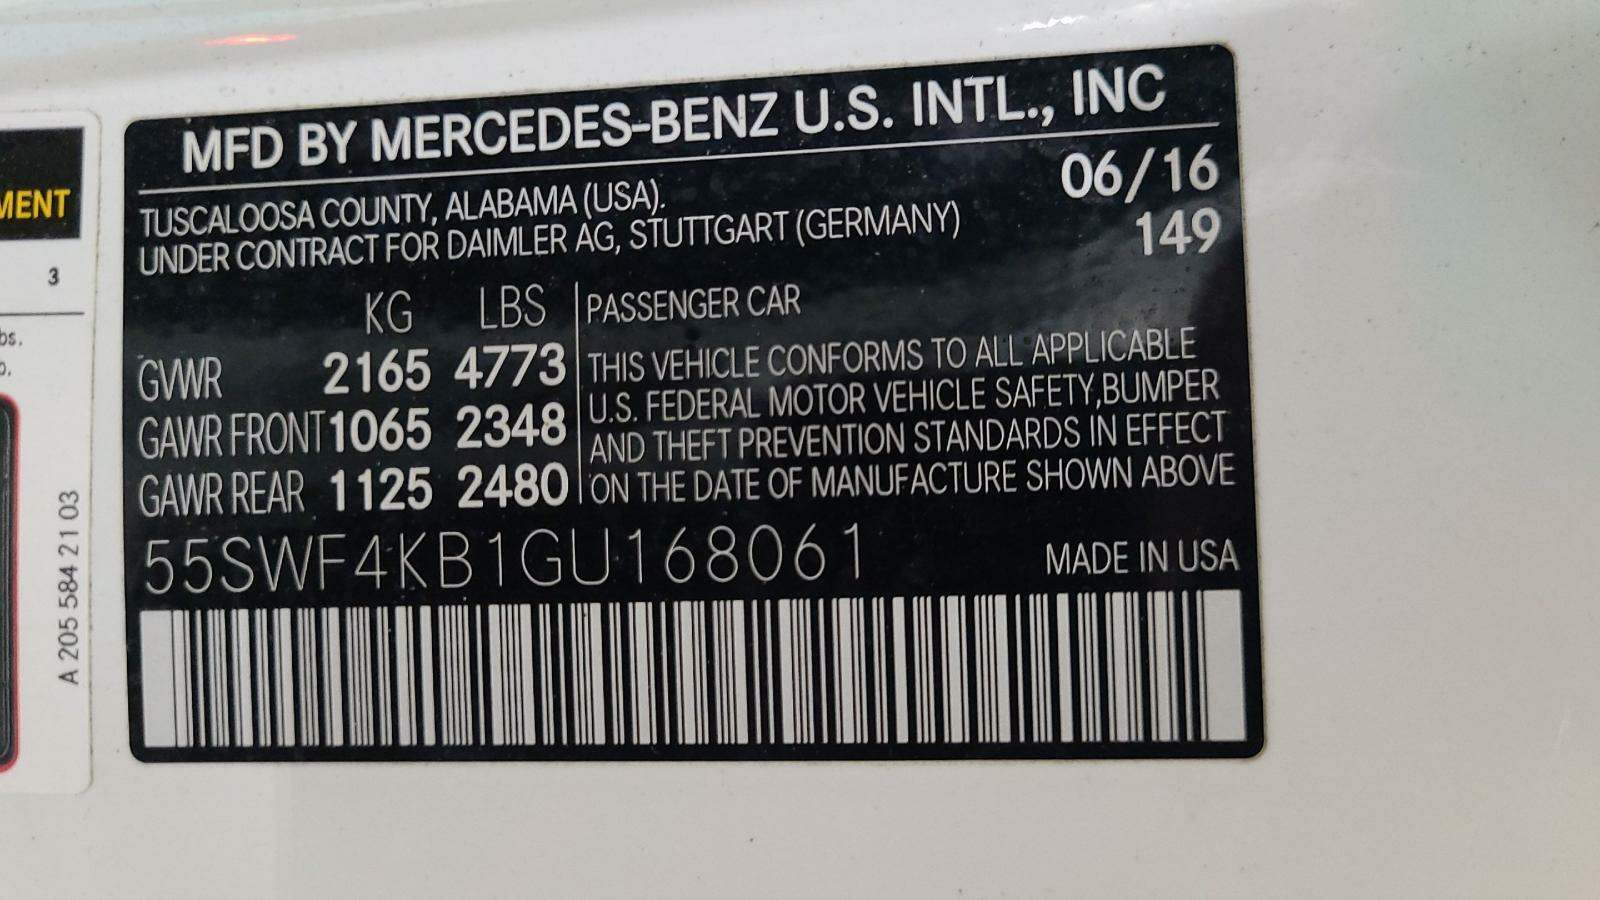 MFD BY MERCEDES-BENZ U.S. INTL., INC
TUSCALOOSA COUNTY, ALABAMA (USA). 06/16
UNDER CONTRACT FOR DAIMLER AG, STUTTGART (GERMANY) 149
KG LBS PASSENGER CAR
GVWR 2165 4773 THIS VEHICLE CONFORMS TO ALL APPLICABLE
U.S. FEDERAL MOTOR VEHICLE SAFETY,BUMPER
GAWR FRONT 1065 2348 AND THEFT PREVENTION STANDARDS IN EFFECT
GAWR REAR 1125 2480 ON THE DATE OF MANUFACTURE SHOWN ABOVE
55SWF4KB1GU168061 MADE IN USA
MENT
3
bs.
A 205 584 21 03